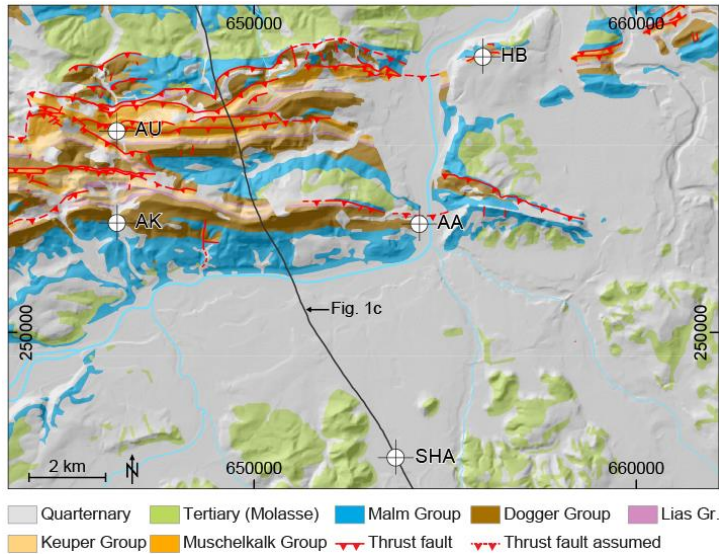 650000
660000
HB
AU
AK
AA
Fig. 1c
250000
250000
SHA
2 km
N
650000
660000
Quarternary
Tertiary (Molasse)
Malm Group
Dogger Group
Lias Gr.
Keuper Group
Muschelkalk Group
Thrust fault
Thrust fault assumed